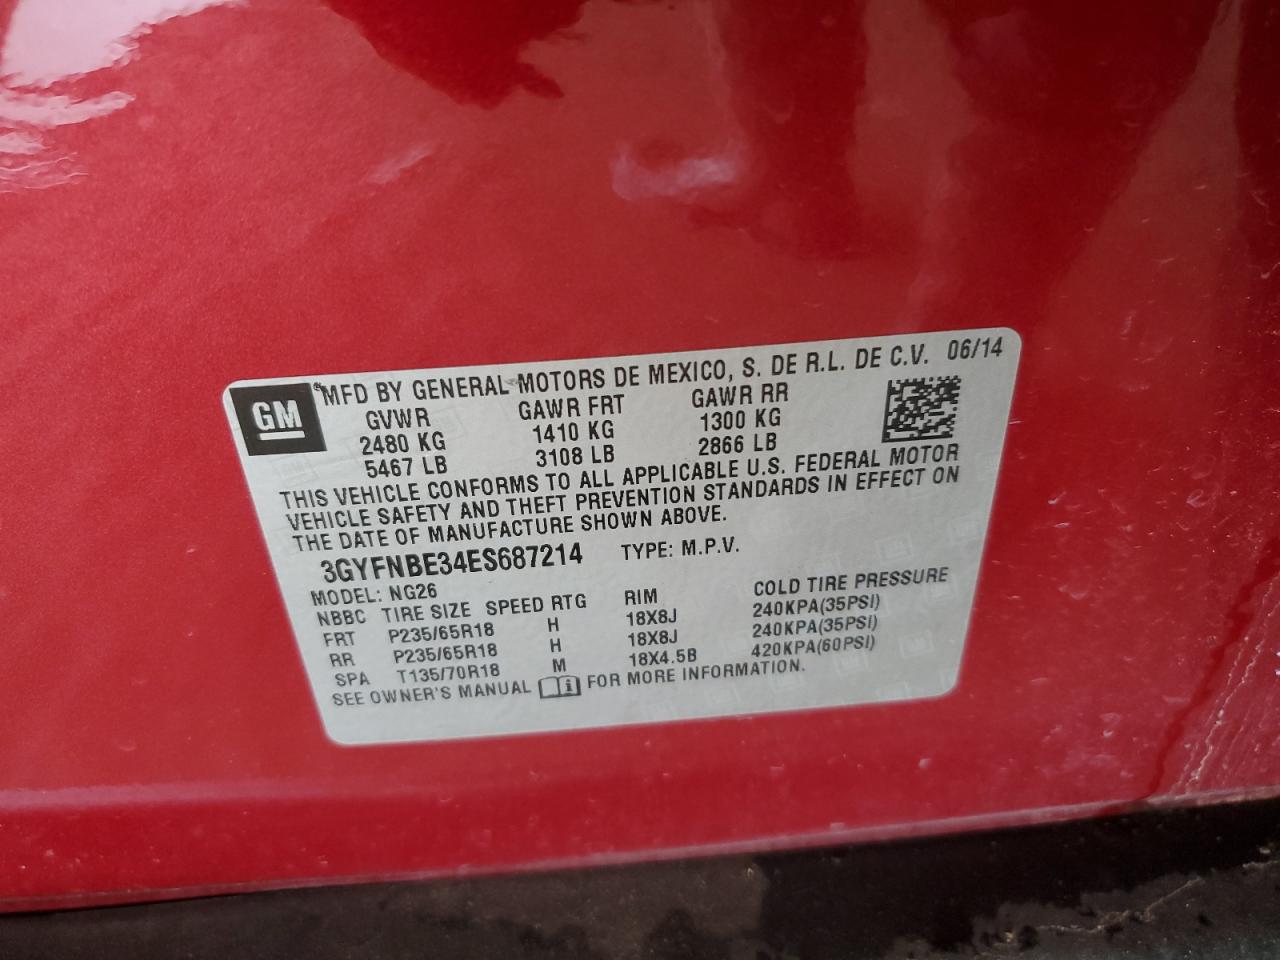 GM
MFD BY GENERAL MOTORS DE MEXICO, S. DE R.L. DE C.V. 06/14
GVWR GAWR FRT GAWR RR
2480 KG 1410 KG 1300 KG
5467 LB 3108 LB 2866 LB
THIS VEHICLE CONFORMS TO ALL APPLICABLE U.S. FEDERAL MOTOR
VEHICLE SAFETY AND THEFT PREVENTION STANDARDS IN EFFECT ON
THE DATE OF MANUFACTURE SHOWN ABOVE.
3GYFNBE34ES687214 TYPE: M.P.V.
MODEL: NG26
NBBC TIRE SIZE SPEED RTG RIM COLD TIRE PRESSURE
FRT P235/65R18 H 18X8J 240KPA(35PSI)
RR P235/65R18 H 18X8J 240KPA(35PSI)
SPA T135/70R18 M 18X4.5B 420KPA(60PSI)
SEE OWNER'S MANUAL FOR MORE INFORMATION.